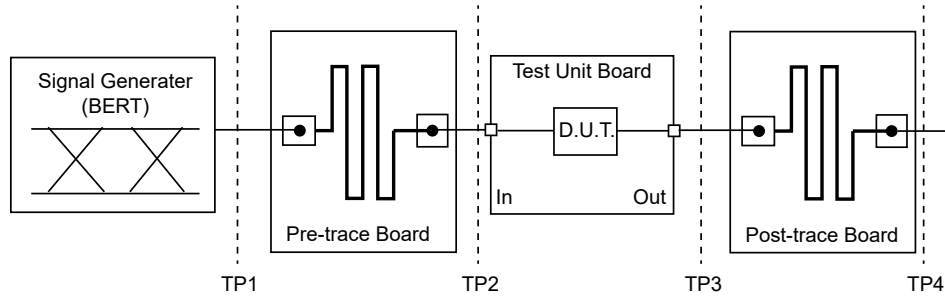 Signal Generater
(BERT)
Pre-trace Board
Test Unit Board
D.U.T.
In
Out
Post-trace Board
TP1
TP2
TP3
TP4